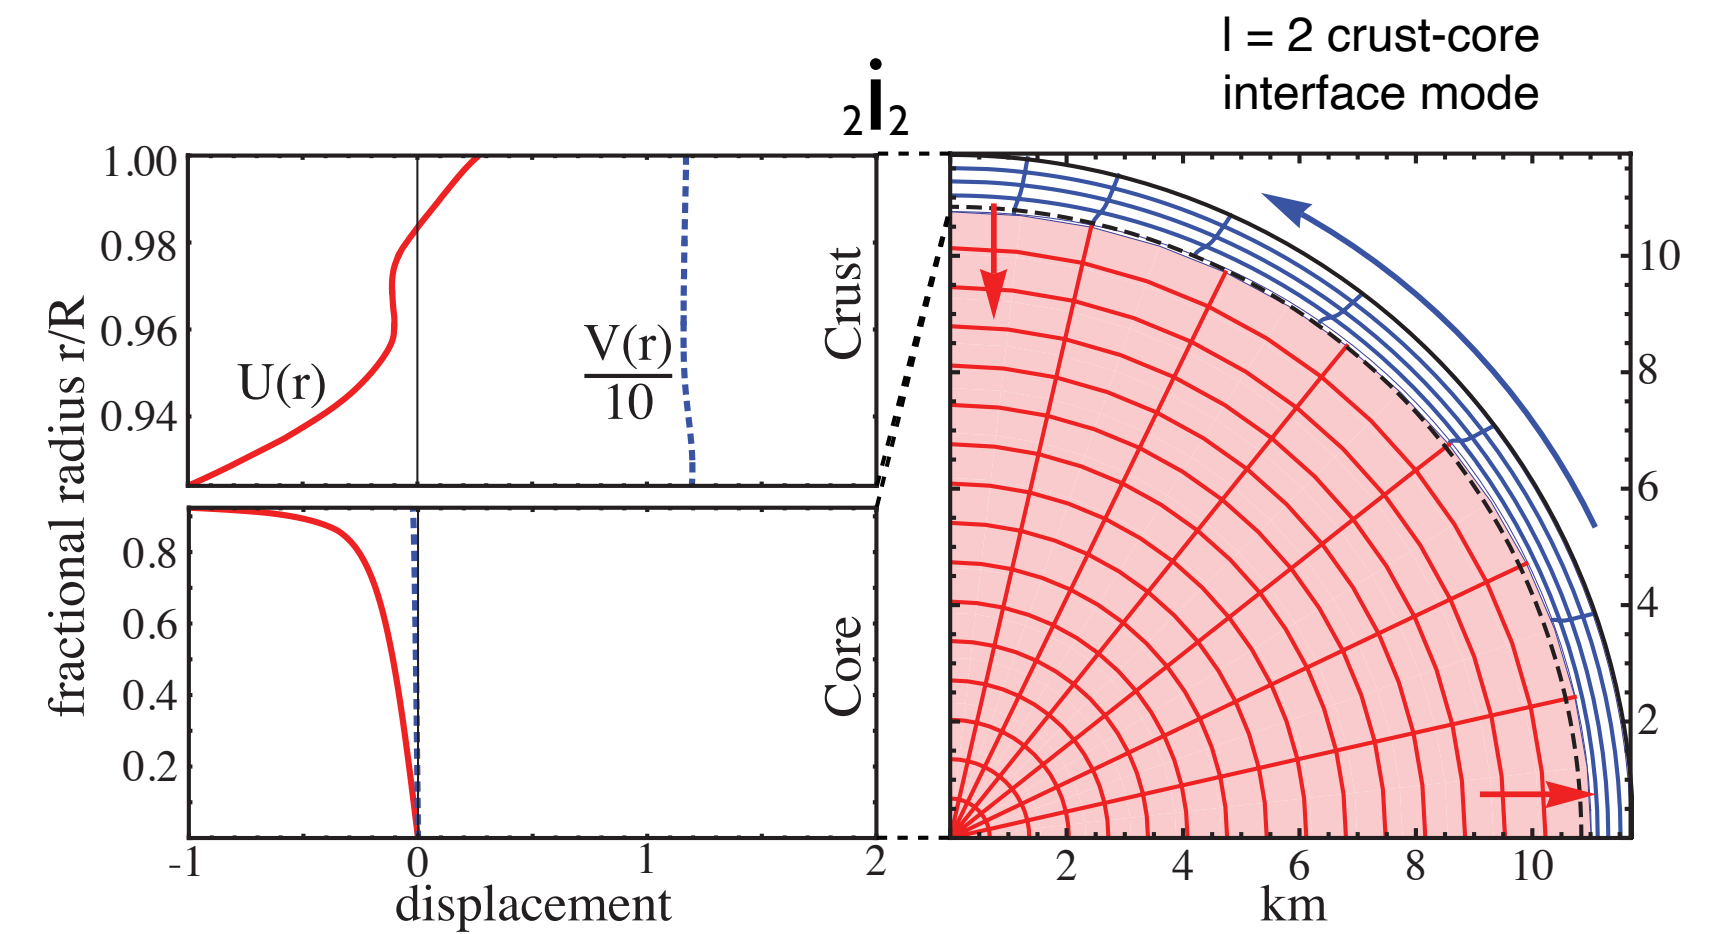 l = 2 crust-core
interface mode
₂i₂
1.00
0.98
0.96
0.94
U(r)
V(r)
10
Crust
fractional radius r/R
0.8
0.6
0.4
0.2
Core
-1
0
1
2
displacement
10
8
6
4
2
2
4
6
8
10
km